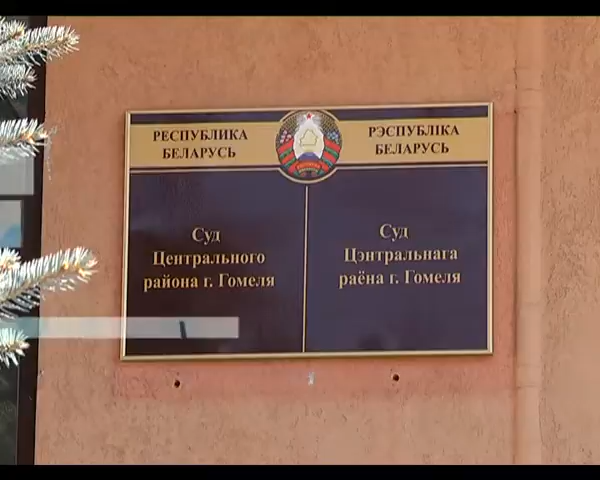 РЕСПУБЛИКА
БЕЛАРУСЬ
РЭСПУБЛІКА
БЕЛАРУСЬ
Суд
Центрального
района г. Гомеля
Суд
Цэнтральнага
раёна г. Гомеля